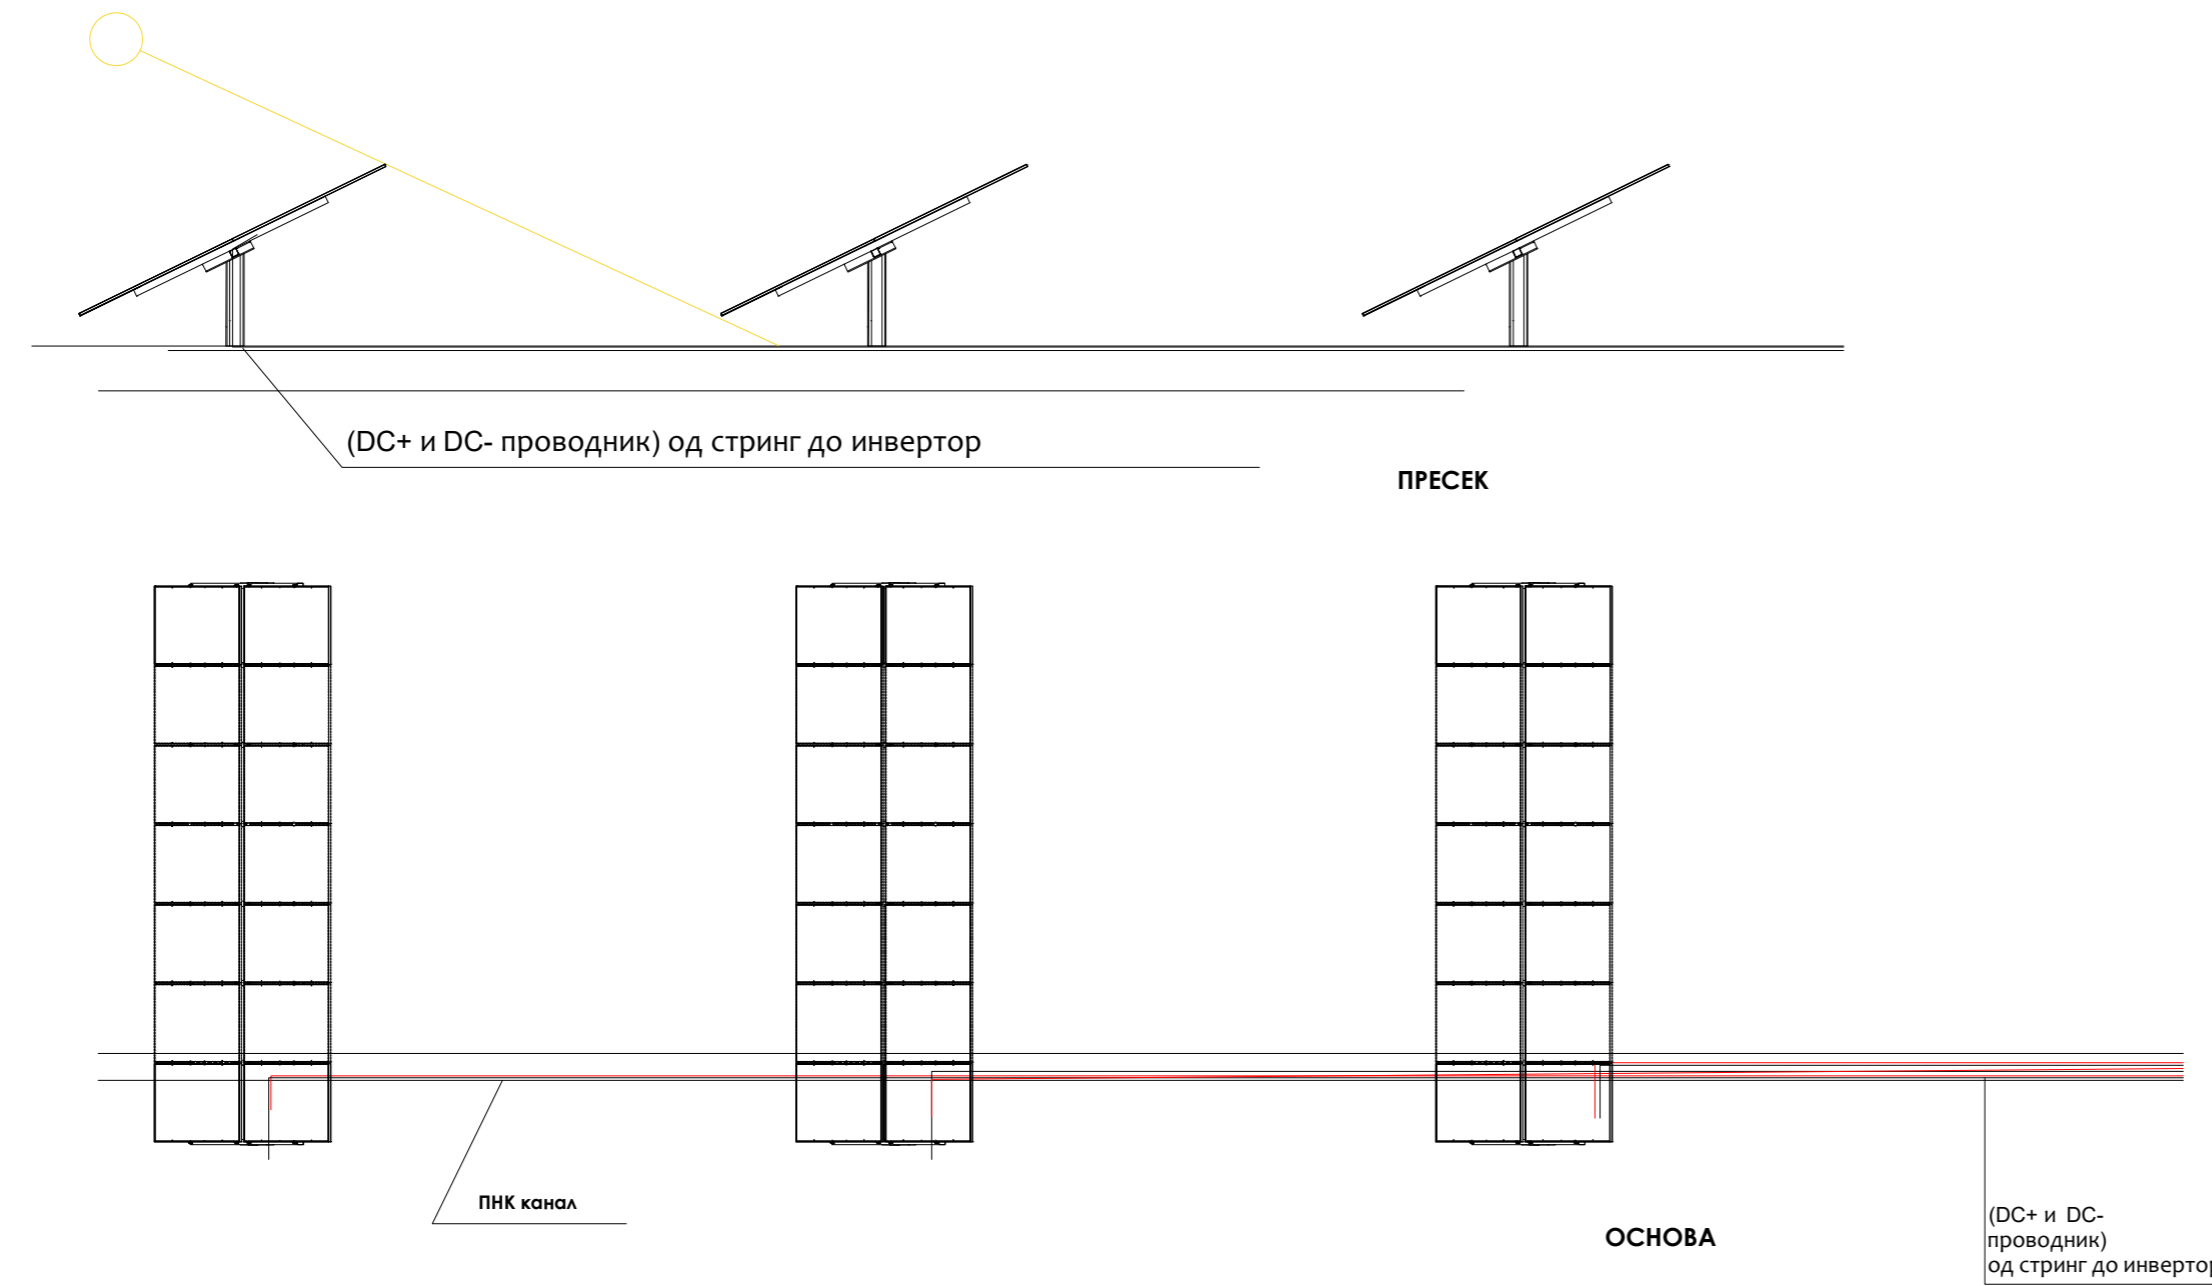 (DC+ и DC- проводник) од стринг до инвертор
ПРЕСЕК
ПНК канал
ОСНОВА
(DC+ и DC-
проводник)
од стринг до инвертор